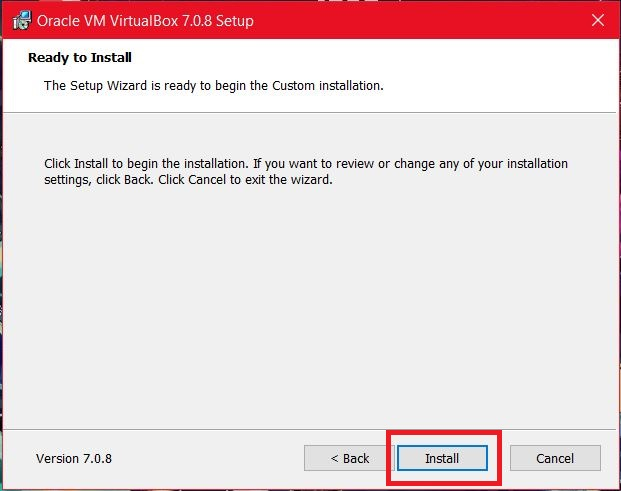 Oracle VM VirtualBox 7.0.8 Setup
Ready to Install
The Setup Wizard is ready to begin the Custom installation.
Click Install to begin the installation. If you want to review or change any of your installation
settings, click Back. Click Cancel to exit the wizard.
Version 7.0.8
< Back
Install
Cancel